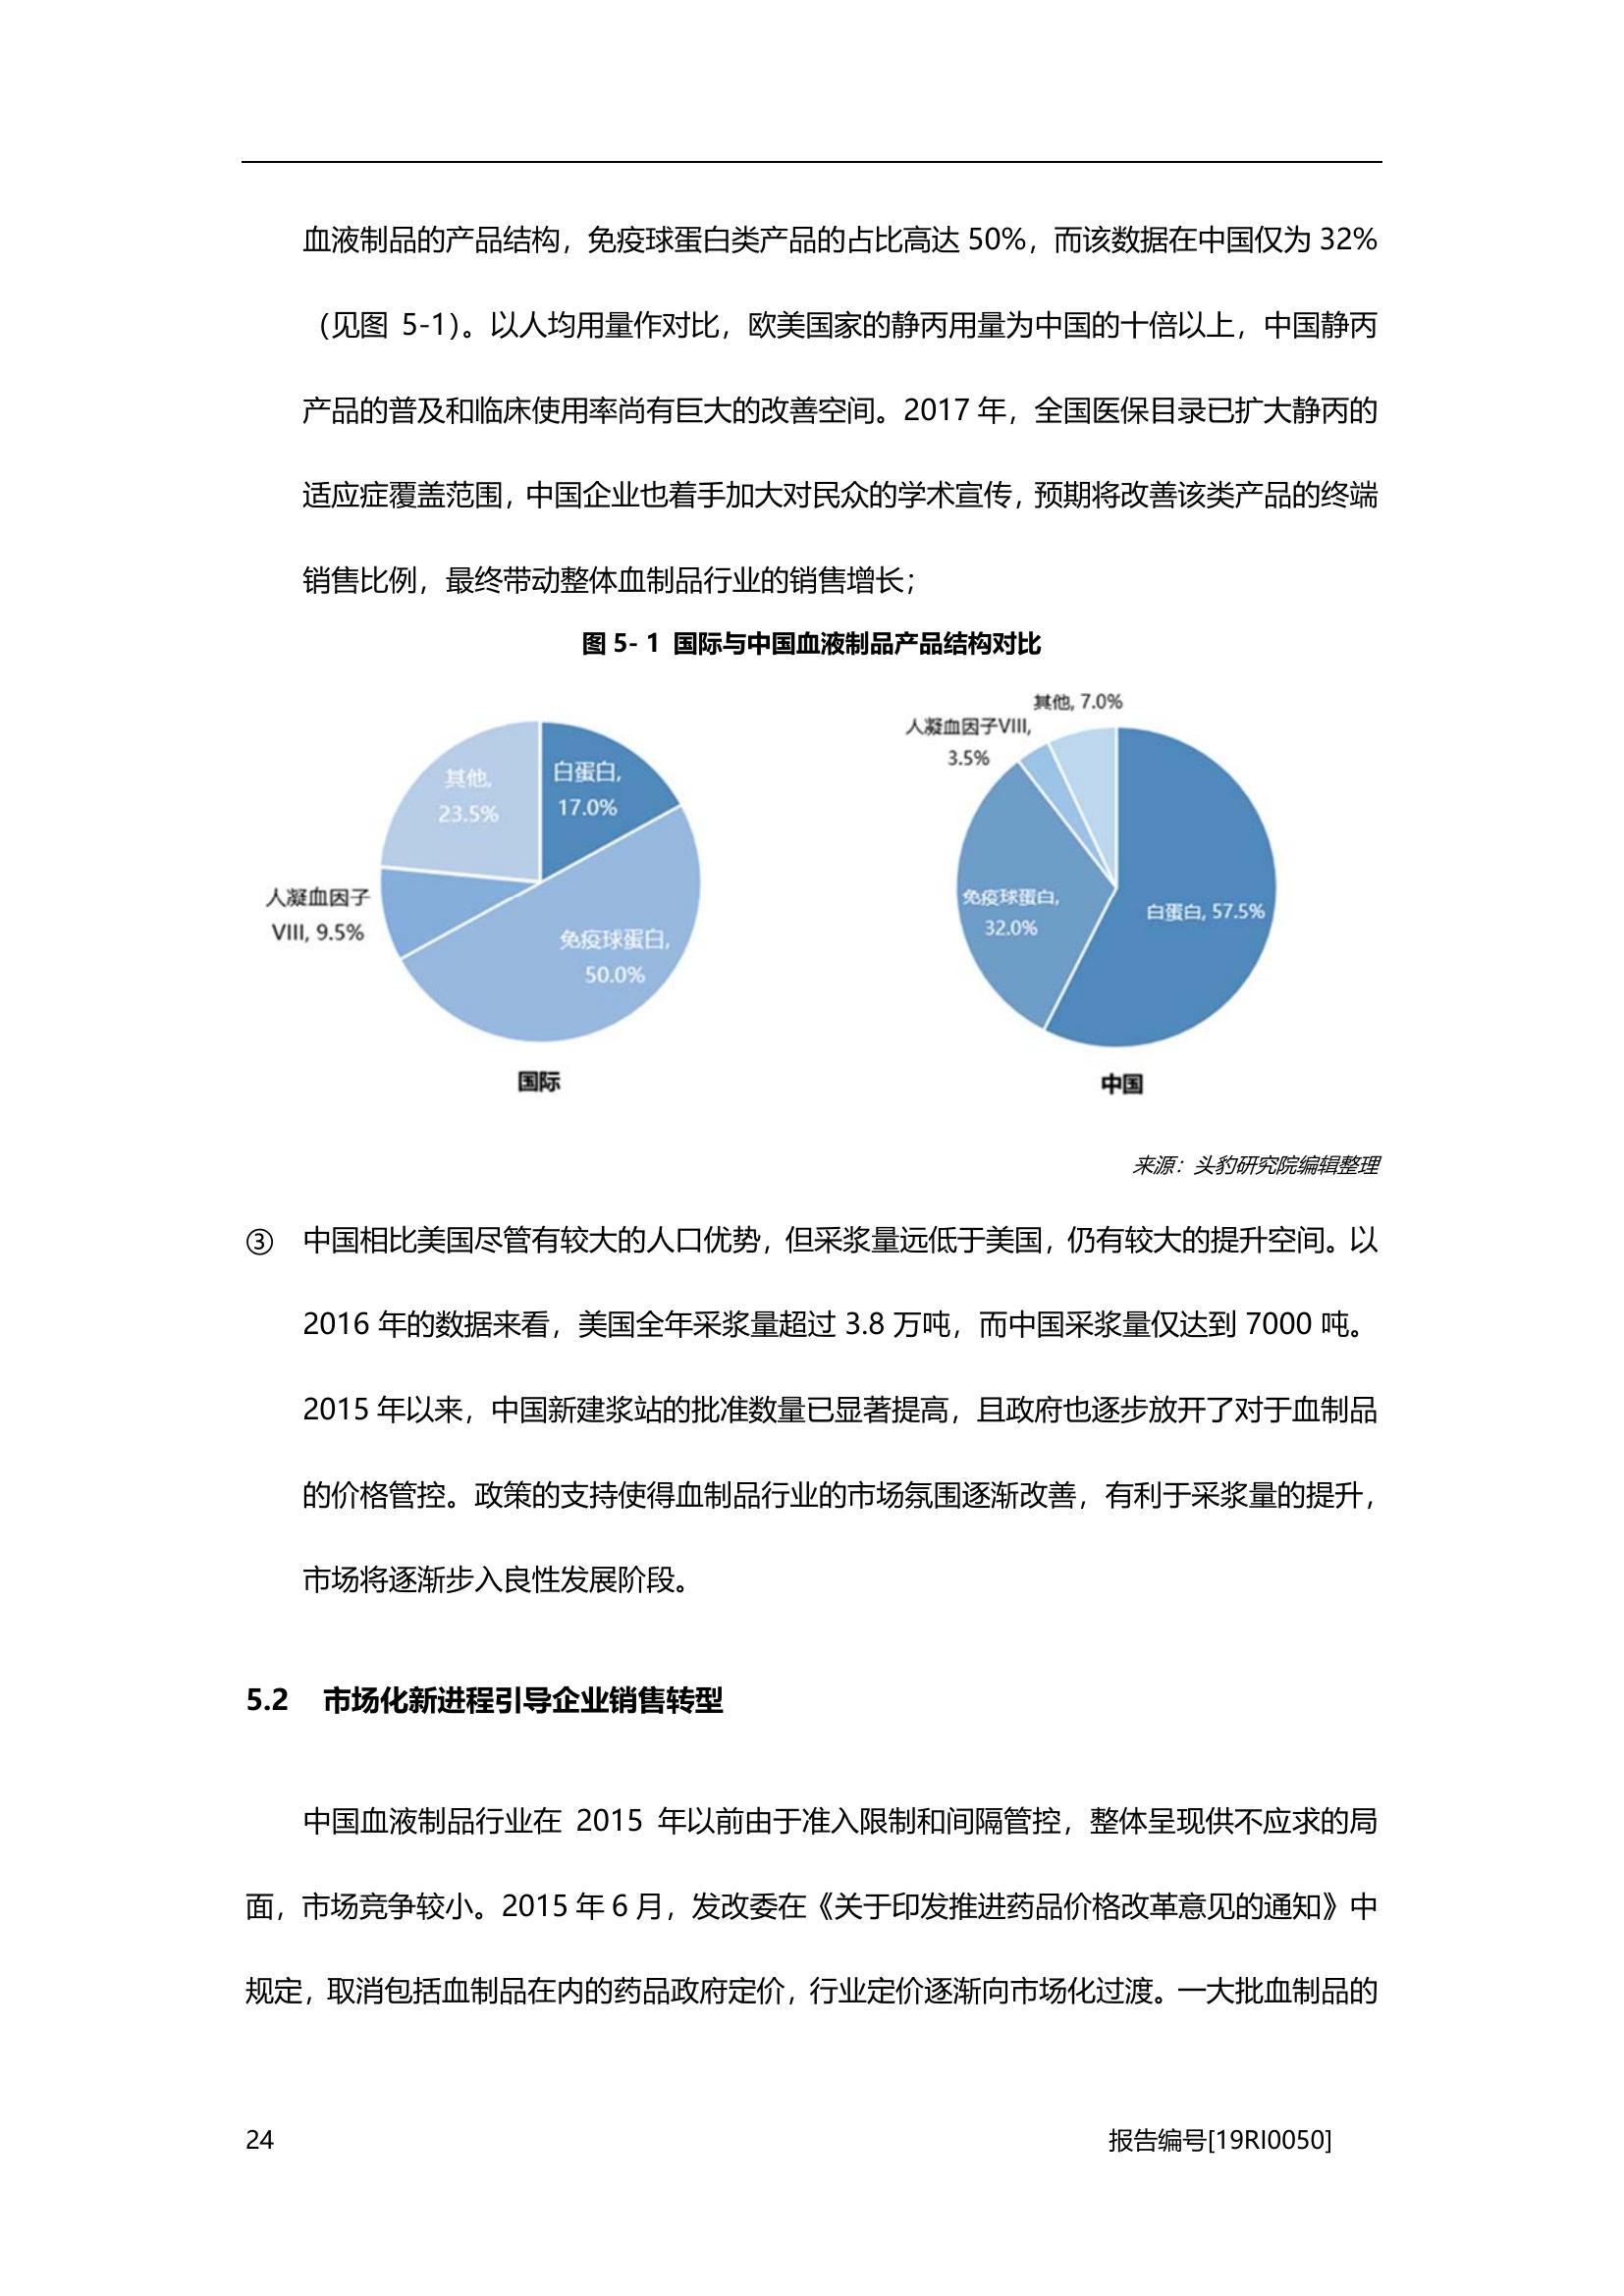 血液制品的产品结构，免疫球蛋白类产品的占比高达 50%，而该数据在中国仅为 32%
（见图 5-1）。以人均用量作对比，欧美国家的静丙用量为中国的十倍以上，中国静丙
产品的普及和临床使用率尚有巨大的改善空间。2017 年，全国医保目录已扩大静丙的
适应症覆盖范围，中国企业也着手加大对民众的学术宣传，预期将改善该类产品的终端
销售比例，最终带动整体血制品行业的销售增长；
图 5- 1 国际与中国血液制品产品结构对比
其他,
23.5%
白蛋白,
17.0%
人凝血因子
VIII, 9.5%
免疫球蛋白,
50.0%
国际
其他, 7.0%
人凝血因子VIII,
3.5%
免疫球蛋白,
32.0%
白蛋白, 57.5%
中国
来源：头豹研究院编辑整理
③ 中国相比美国尽管有较大的人口优势，但采浆量远低于美国，仍有较大的提升空间。以
2016 年的数据来看，美国全年采浆量超过 3.8 万吨，而中国采浆量仅达到 7000 吨。
2015 年以来，中国新建浆站的批准数量已显著提高，且政府也逐步放开了对于血制品
的价格管控。政策的支持使得血制品行业的市场氛围逐渐改善，有利于采浆量的提升，
市场将逐渐步入良性发展阶段。
5.2 市场化新进程引导企业销售转型
中国血液制品行业在 2015 年以前由于准入限制和间隔管控，整体呈现供不应求的局
面，市场竞争较小。2015 年 6 月，发改委在《关于印发推进药品价格改革意见的通知》中
规定，取消包括血制品在内的药品政府定价，行业定价逐渐向市场化过渡。一大批血制品的
24
报告编号[19RI0050]